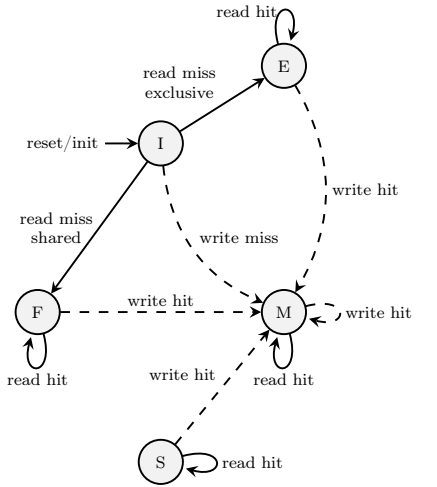 read hit
E
read miss
exclusive
reset/init
I
write hit
read miss
shared
write miss
F
write hit
M
write hit
read hit
read hit
write hit
S
read hit